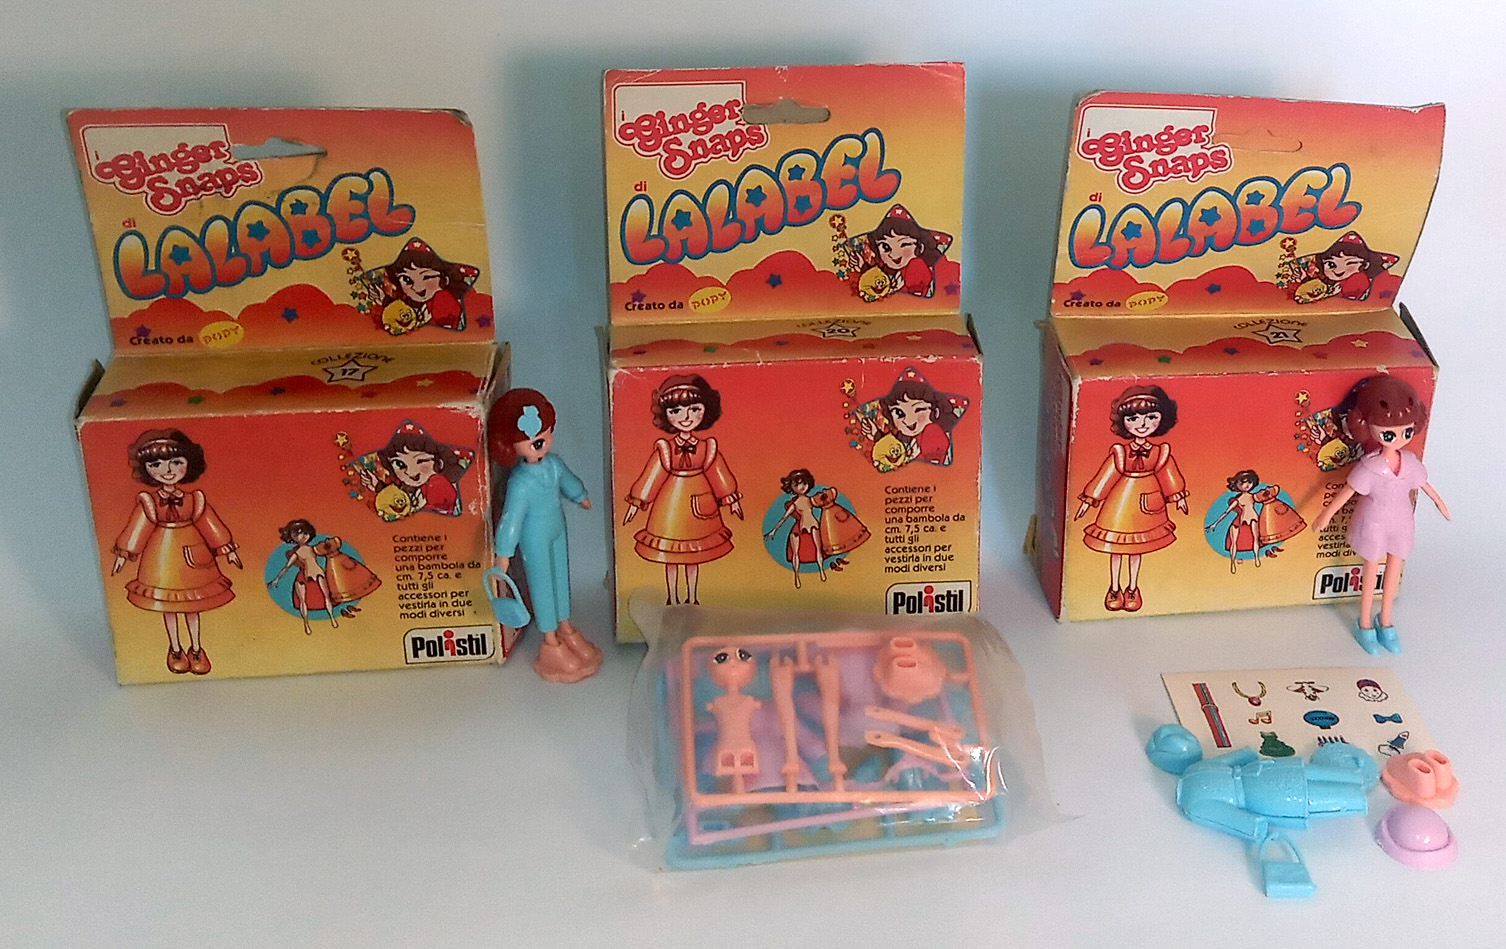 i Ginger
Snaps
di
LALABEL
Creato da POPY
COLLEZIONE
17
Contiene i
pezzi per
comporre
una bambola da
cm. 7,5 ca. e
tutti gli
accessori per
vestirla in due
modi diversi
Polistil
i Ginger
Snaps
di
LALABEL
Creato da POPY
COLLEZIONE
20
Contiene i
pezzi per
comporre
una bambola da
cm. 7,5 ca. e
tutti gli
accessori per
vestirla in due
modi diversi
Polistil
i Ginger
Snaps
di
LALABEL
Creato da POPY
COLLEZIONE
21
tutti
vestirla
modi